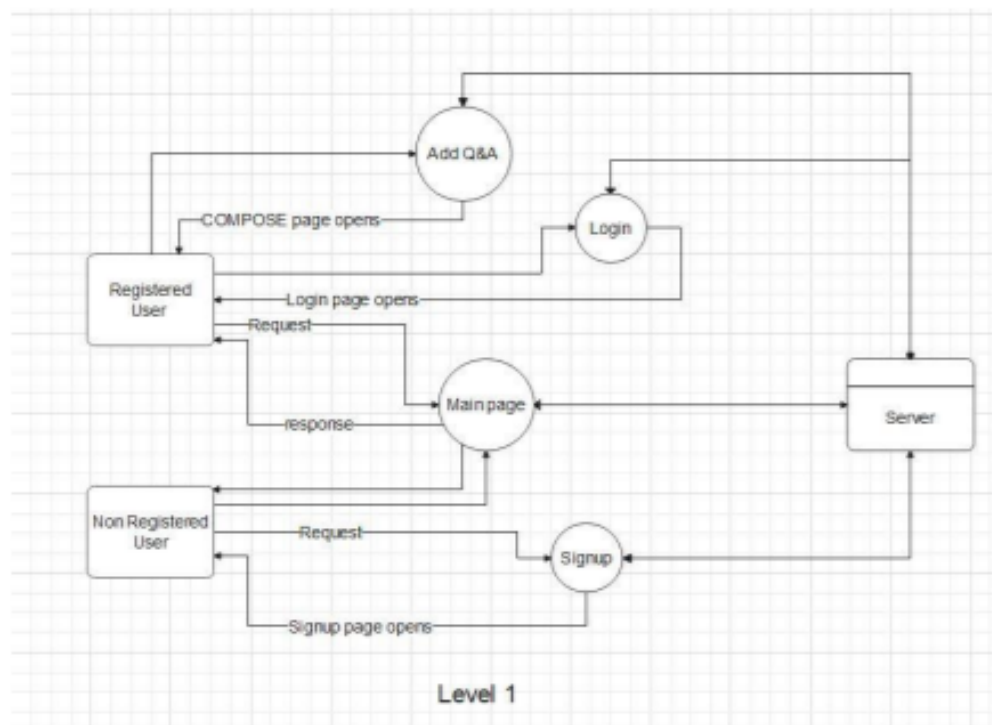 Add Q&A
COMPOSE page opens
Login
Registered
User
Login page opens
Request
Main page
Server
response
Non Registered
User
Request
Signup
Signup page opens
Level 1